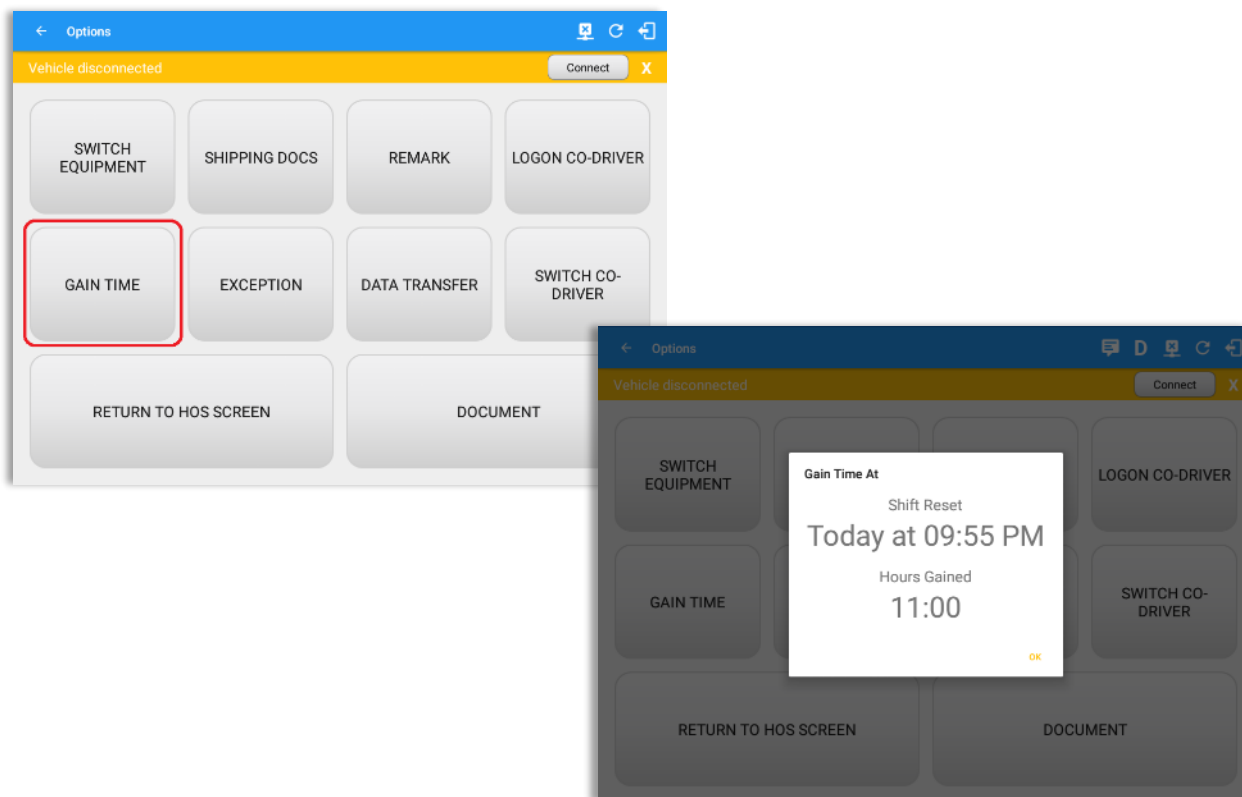 Options
Vehicle disconnected
Connect
X
SWITCH
EQUIPMENT
SHIPPING DOCS
REMARK
LOGON CO-DRIVER
GAIN TIME
EXCEPTION
DATA TRANSFER
SWITCH CO-
DRIVER
RETURN TO HOS SCREEN
DOCUMENT
Options
D
Vehicle disconnected
Connect
X
SWITCH
EQUIPMENT
LOGON CO-DRIVER
Gain Time At
Shift Reset
Today at 09:55 PM
Hours Gained
11:00
OK
GAIN TIME
SWITCH CO-
DRIVER
RETURN TO HOS SCREEN
DOCUMENT